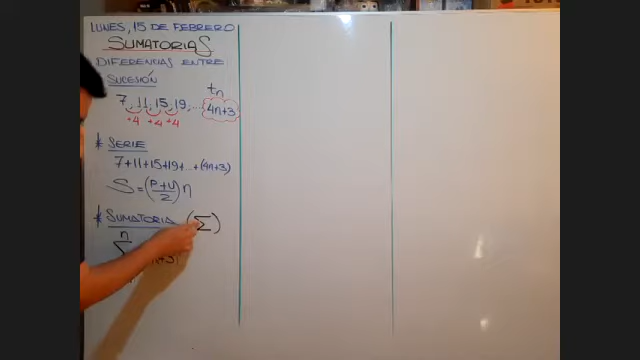 LUNES, 15 DE FEBRERO
SUMATORIAS
DIFERENCIAS ENTRE
SUCESIÓN
tn
7, 11, 15, 19, ... 4n+3
+4 +4 +4
* SERIE
7+11+15+19+...+(4n+3)
S=(P+U/2)n
* SUMATORIA (Σ)
n
Σ